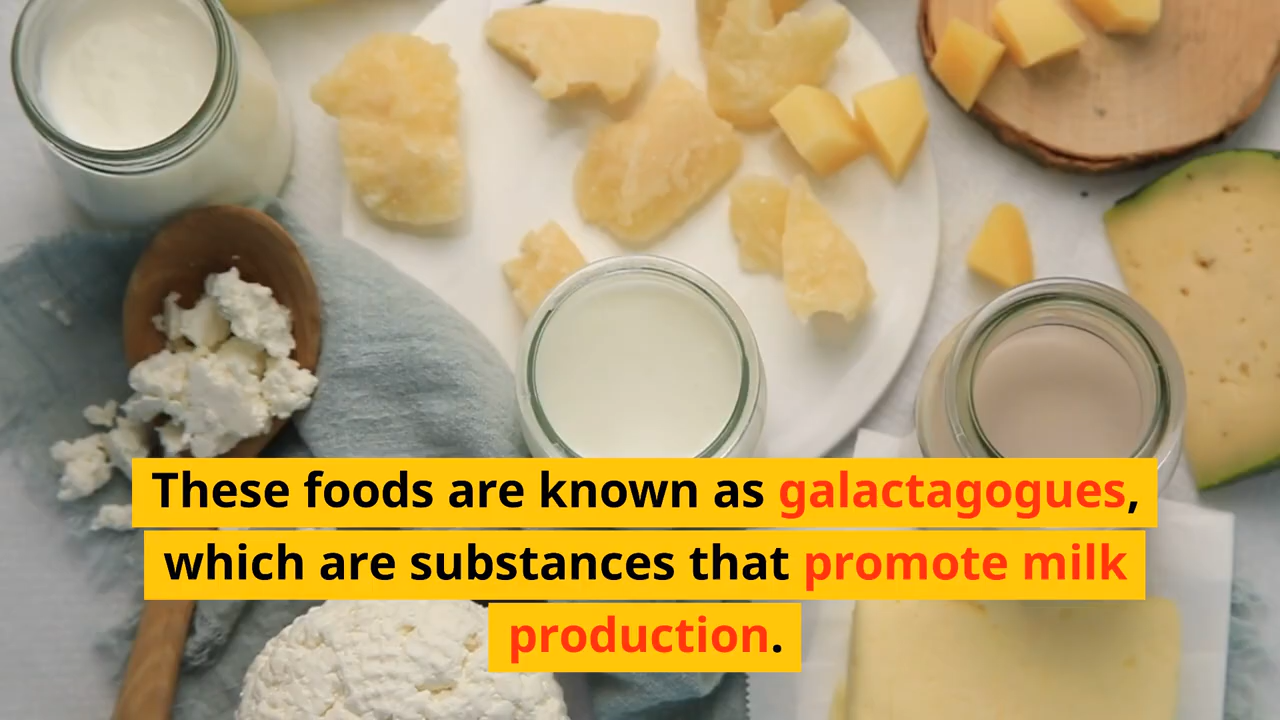 These foods are known as galactagogues,
which are substances that promote milk
production.